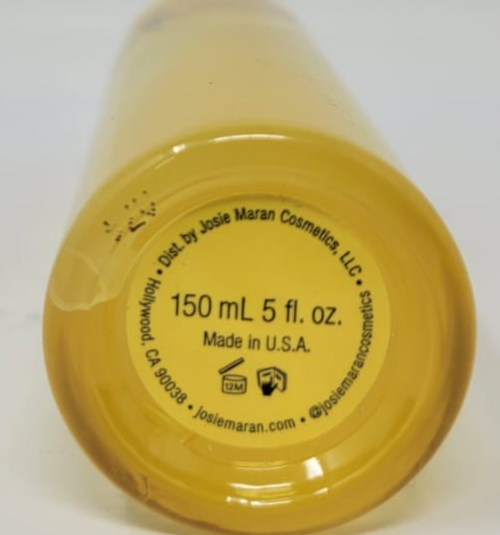 • Dist. by Josie Maran Cosmetics, LLC • @josiemarancosmetics • josiemaran.com • Hollywood, CA 90038
150 mL 5 fl. oz.
Made in U.S.A.
12M